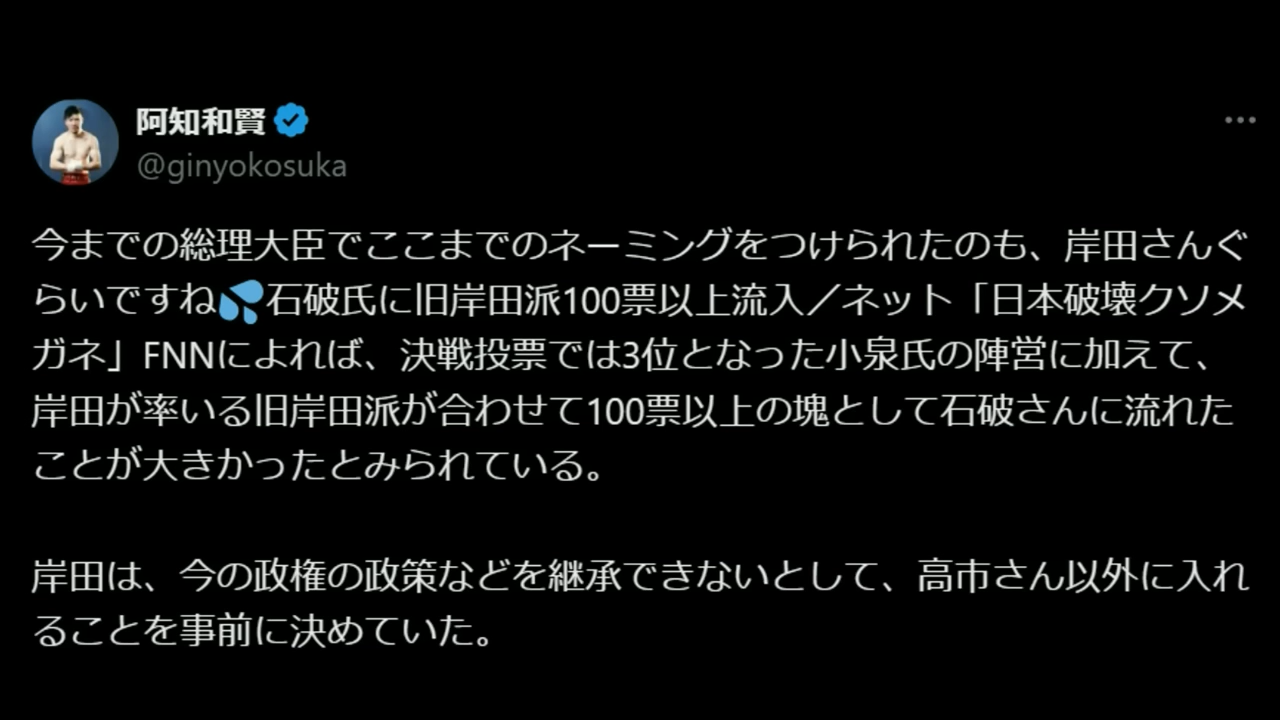 阿知和賢
@ginyokosuka
今までの総理大臣でここまでのネーミングをつけられたのも、岸田さんぐ
らいですね💦石破氏に旧岸田派100票以上流入／ネット「日本破壊クソメ
ガネ」FNNによれば、決戦投票では3位となった小泉氏の陣営に加えて、
岸田が率いる旧岸田派が合わせて100票以上の塊として石破さんに流れた
ことが大きかったとみられている。
岸田は、今の政権の政策などを継承できないとして、高市さん以外に入れ
ることを事前に決めていた。